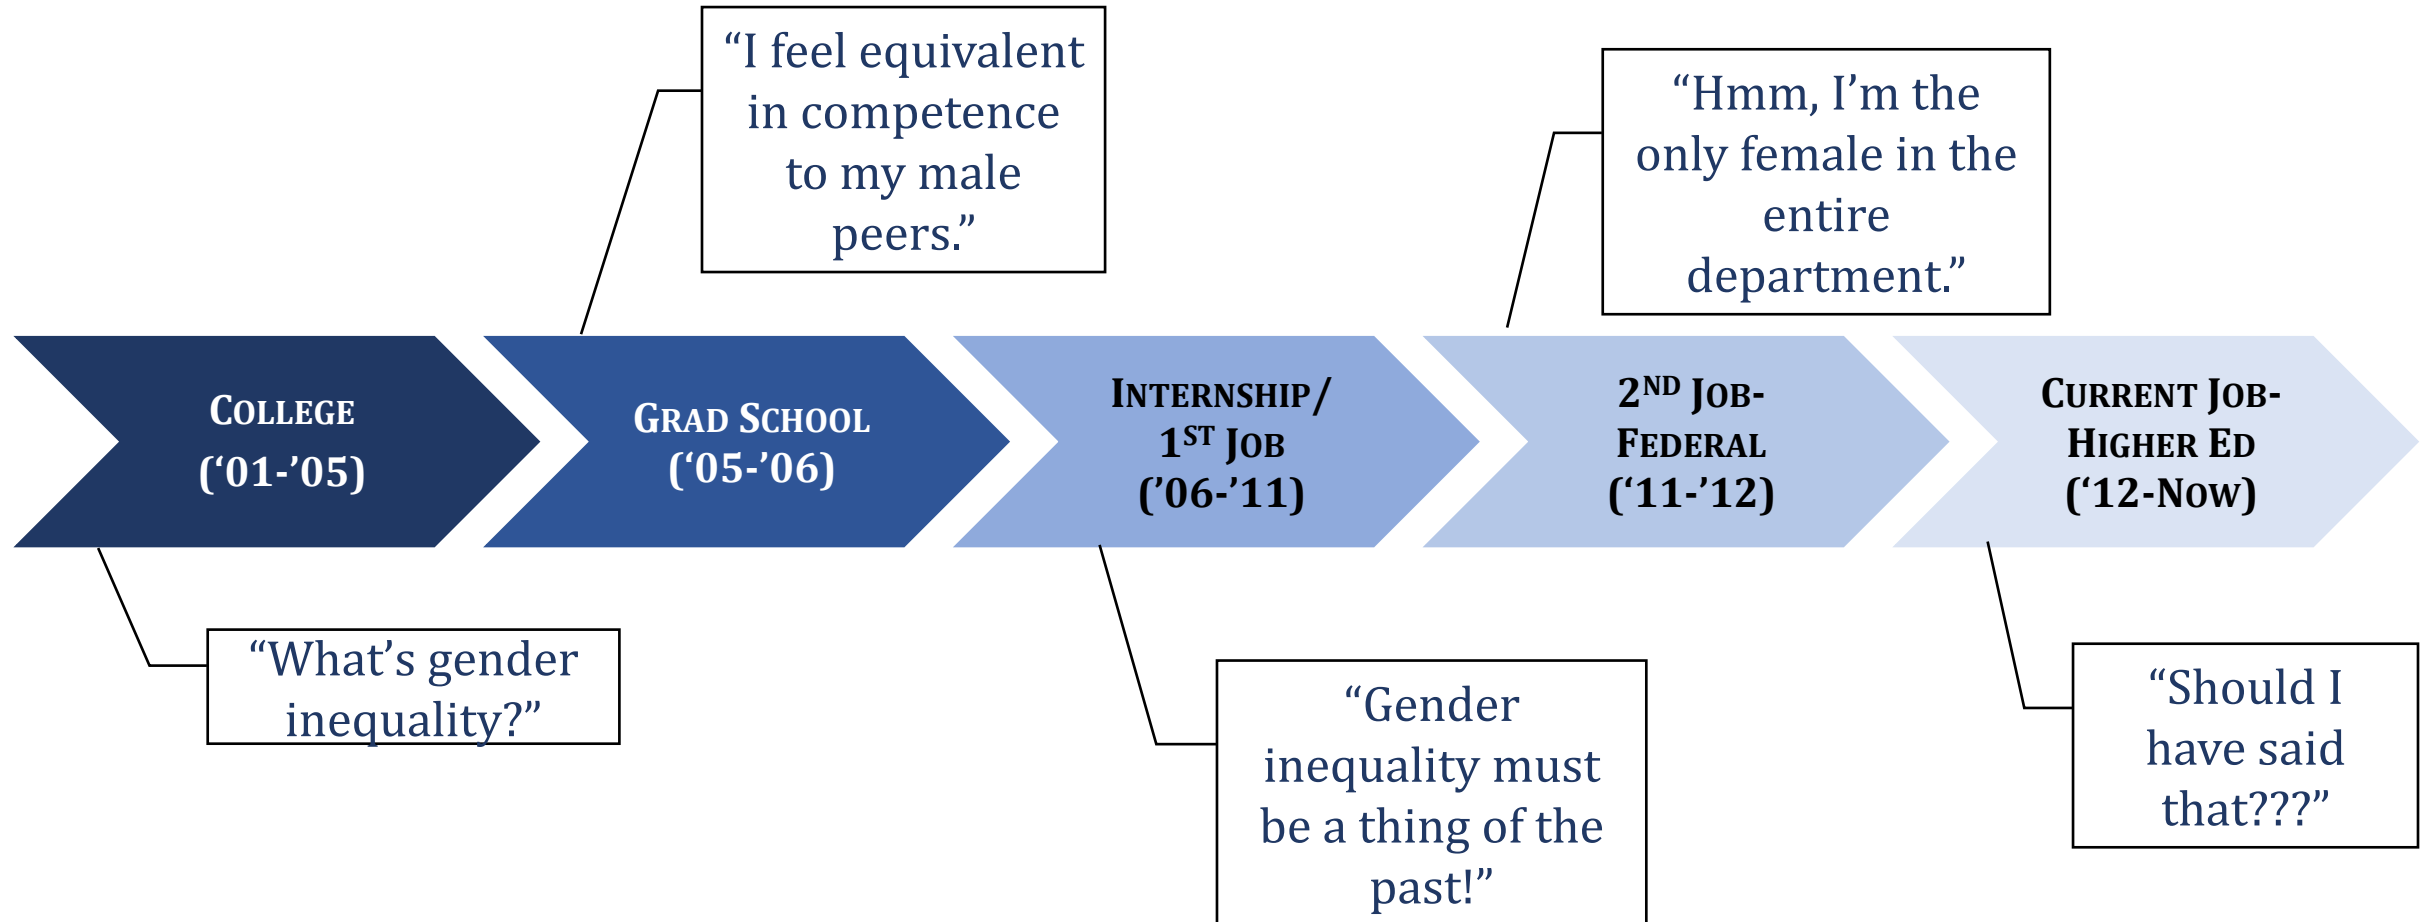 “I feel equivalent
in competence
to my male
peers.”
“Hmm, I’m the
only female in the
entire
department.”
COLLEGE
(‘01-’05)
GRAD SCHOOL
(‘05-’06)
INTERNSHIP/
1ST JOB
(’06-’11)
2ND JOB-
FEDERAL
(‘11-’12)
CURRENT JOB-
HIGHER ED
(‘12-NOW)
“What’s gender
inequality?”
“Gender
inequality must
be a thing of the
past!”
“Should I
have said
that???”